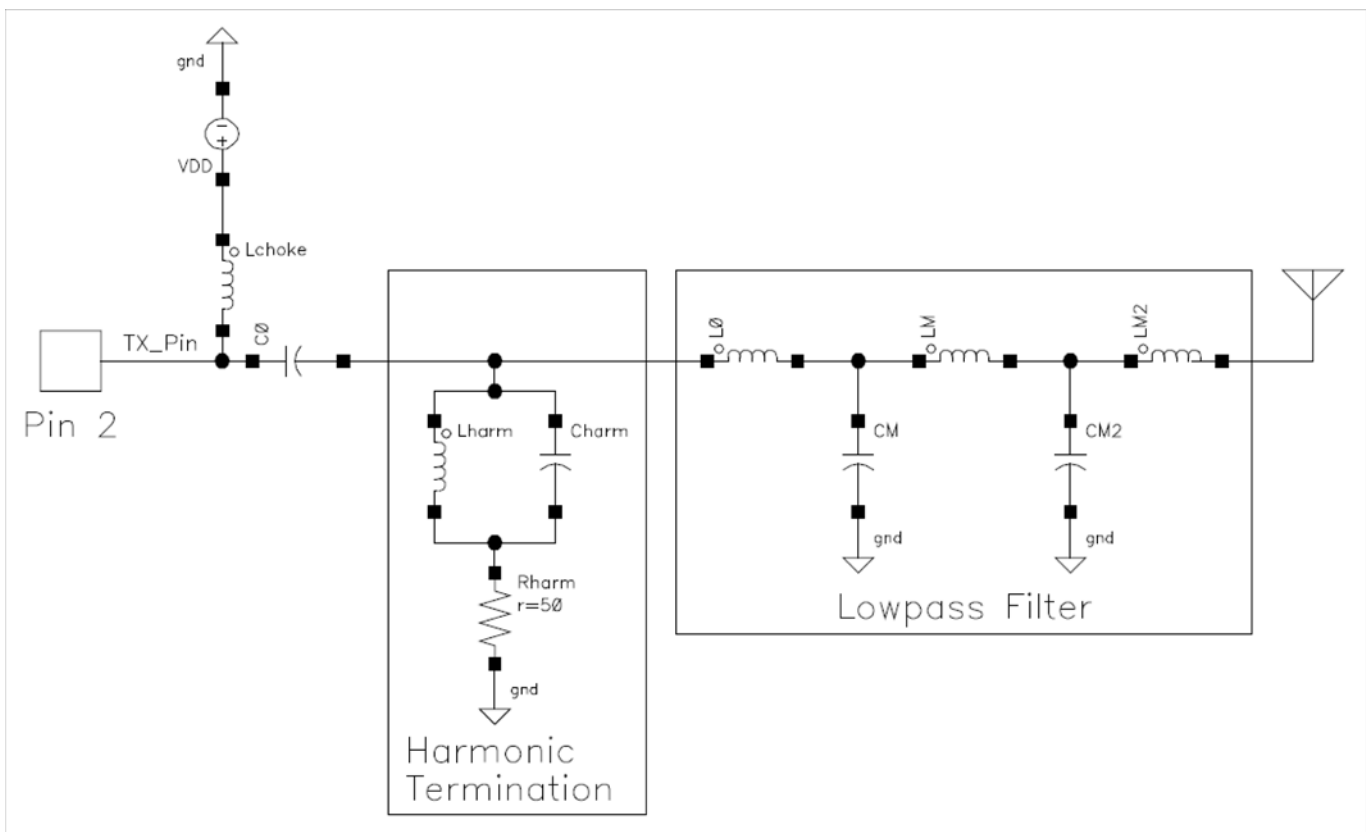 gnd
−
+
VDD
Lchoke
TX_Pin
C0
Pin 2
Lharm
Charm
Rharm
r=50
gnd
Harmonic
Termination
L0
LM
LM2
CM
CM2
gnd
gnd
Lowpass Filter